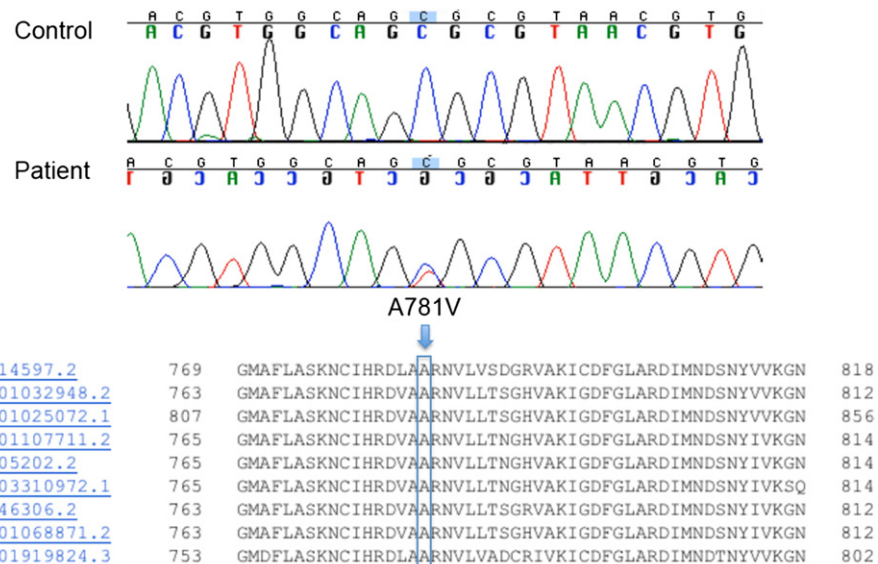 A C G T G G C A G C G C G T A A C G T G
Control A C G T G G C A G C G C G T A A C G T G
Patient A C G T G G C A G C G C G T A A C G T G
T G C A C C G T C G C G C A T T G C A C
A781V
14597.2 769 GMAFLASKNCIHRDLAARNVLVSDGRVAKICDFGLARDIMNDSNYVVKGN 818
01032948.2 763 GMAFLASKNCIHRDVAARNVLLTSGHVAKIGDFGLARDIMNDSNYVVKGN 812
01025072.1 807 GMAFLASKNCIHRDVAARNVLLTSGHVAKIGDFGLARDIMNDSNYVVKGN 856
01107711.2 765 GMAFLASKNCIHRDVAARNVLLTNGHVAKIGDFGLARDIMNDSNYIVKGN 814
05202.2 765 GMAFLASKNCIHRDVAARNVLLTNGHVAKIGDFGLARDIMNDSNYIVKGN 814
03310972.1 765 GMAFLASKNCIHRDVAARNVLLTNGHVAKIGDFGLARDIMNDSNYIVKSQ 814
46306.2 763 GMAFLASKNCIHRDVAARNVLLTSGRVAKIGDFGLARDIMNDSNYIVKGN 812
01068871.2 763 GMAFLASKNCIHRDVAARNVLLTSGHVAKIGDFGLARDIMNDSNYIVKGN 812
01919824.3 753 GMDFLASKNCIHRDLAARNVLVADCRIVKICDFGLARDIMNDTNYVVKGN 802